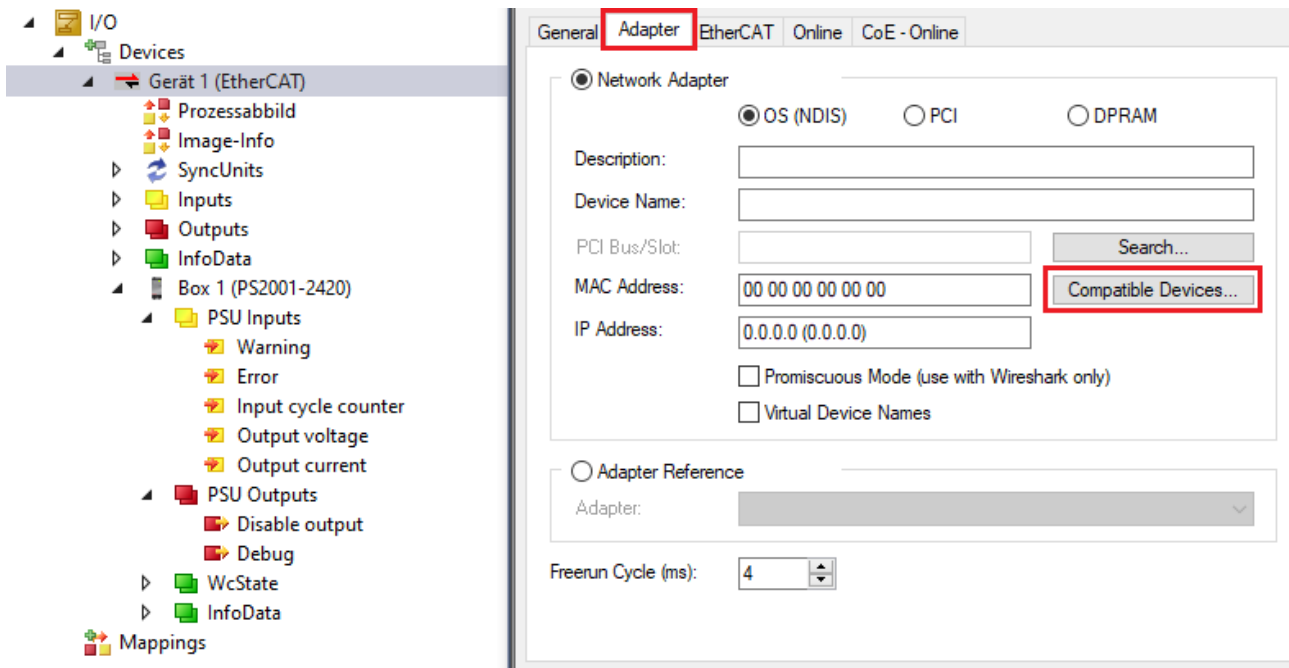 I/O
Devices
Gerät 1 (EtherCAT)
Prozessabbild
Image-Info
SyncUnits
Inputs
Outputs
InfoData
Box 1 (PS2001-2420)
PSU Inputs
Warning
Error
Input cycle counter
Output voltage
Output current
PSU Outputs
Disable output
Debug
WcState
InfoData
Mappings
General Adapter EtherCAT Online CoE - Online
Network Adapter
OS (NDIS) PCI DPRAM
Description:
Device Name:
PCI Bus/Slot: Search...
MAC Address: 00 00 00 00 00 00 Compatible Devices...
IP Address: 0.0.0.0 (0.0.0.0)
Promiscuous Mode (use with Wireshark only)
Virtual Device Names
Adapter Reference
Adapter:
Freerun Cycle (ms): 4